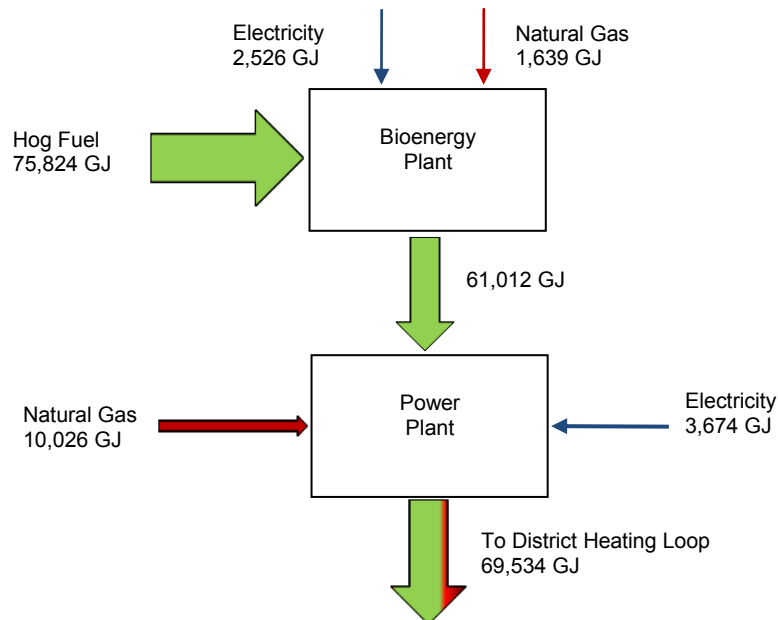 Electricity
2,526 GJ
Natural Gas
1,639 GJ
Hog Fuel
75,824 GJ
Bioenergy
Plant
61,012 GJ
Natural Gas
10,026 GJ
Power
Plant
Electricity
3,674 GJ
To District Heating Loop
69,534 GJ